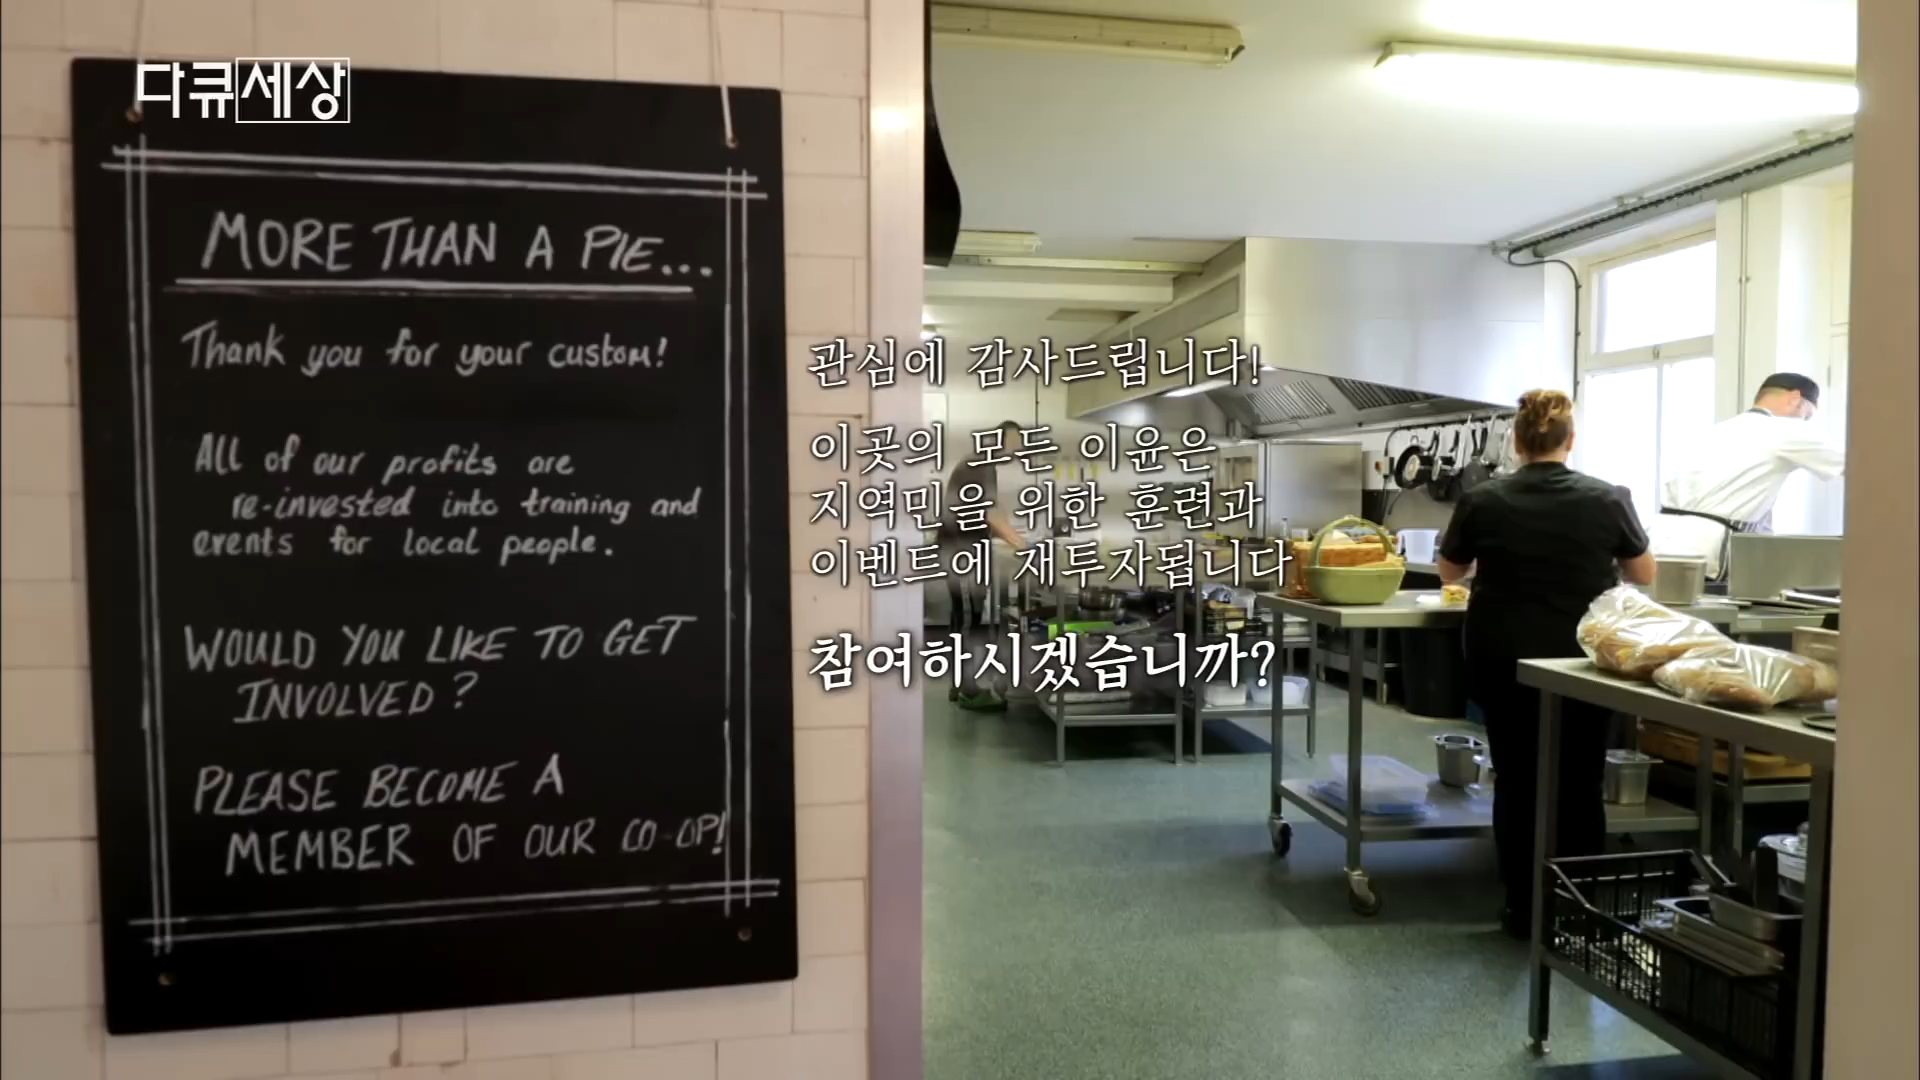 다큐세상
MORE THAN A PIE...
Thank you for your custom!
All of our profits are
re-invested into training and
events for local people.
WOULD YOU LIKE TO GET
INVOLVED?
PLEASE BECOME A
MEMBER OF OUR CO-OP!
관심에 감사드립니다!
이곳의 모든 이윤은
지역민을 위한 훈련과
이벤트에 재투자됩니다
참여하시겠습니까?